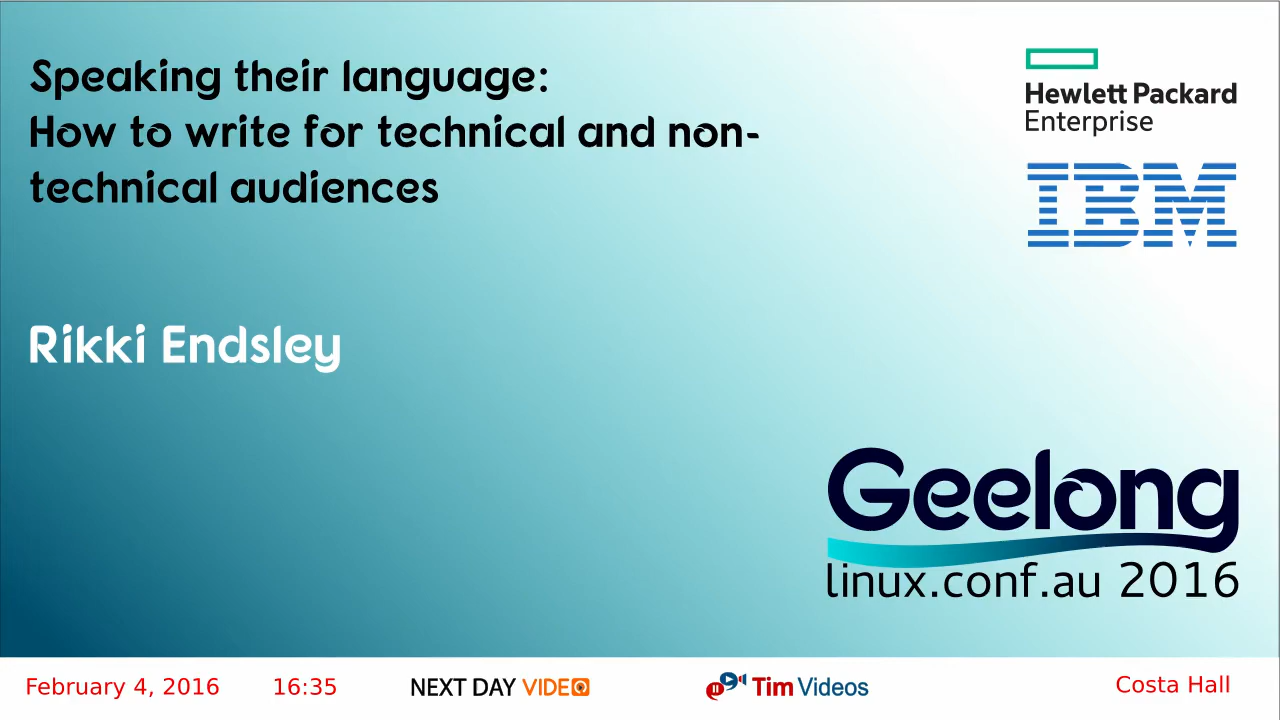 Speaking their language:
How to write for technical and non-
technical audiences
Hewlett Packard
Enterprise
IBM
Rikki Endsley
Geelong
linux.conf.au 2016
February 4, 2016 16:35 NEXT DAY VIDEO Tim Videos Costa Hall